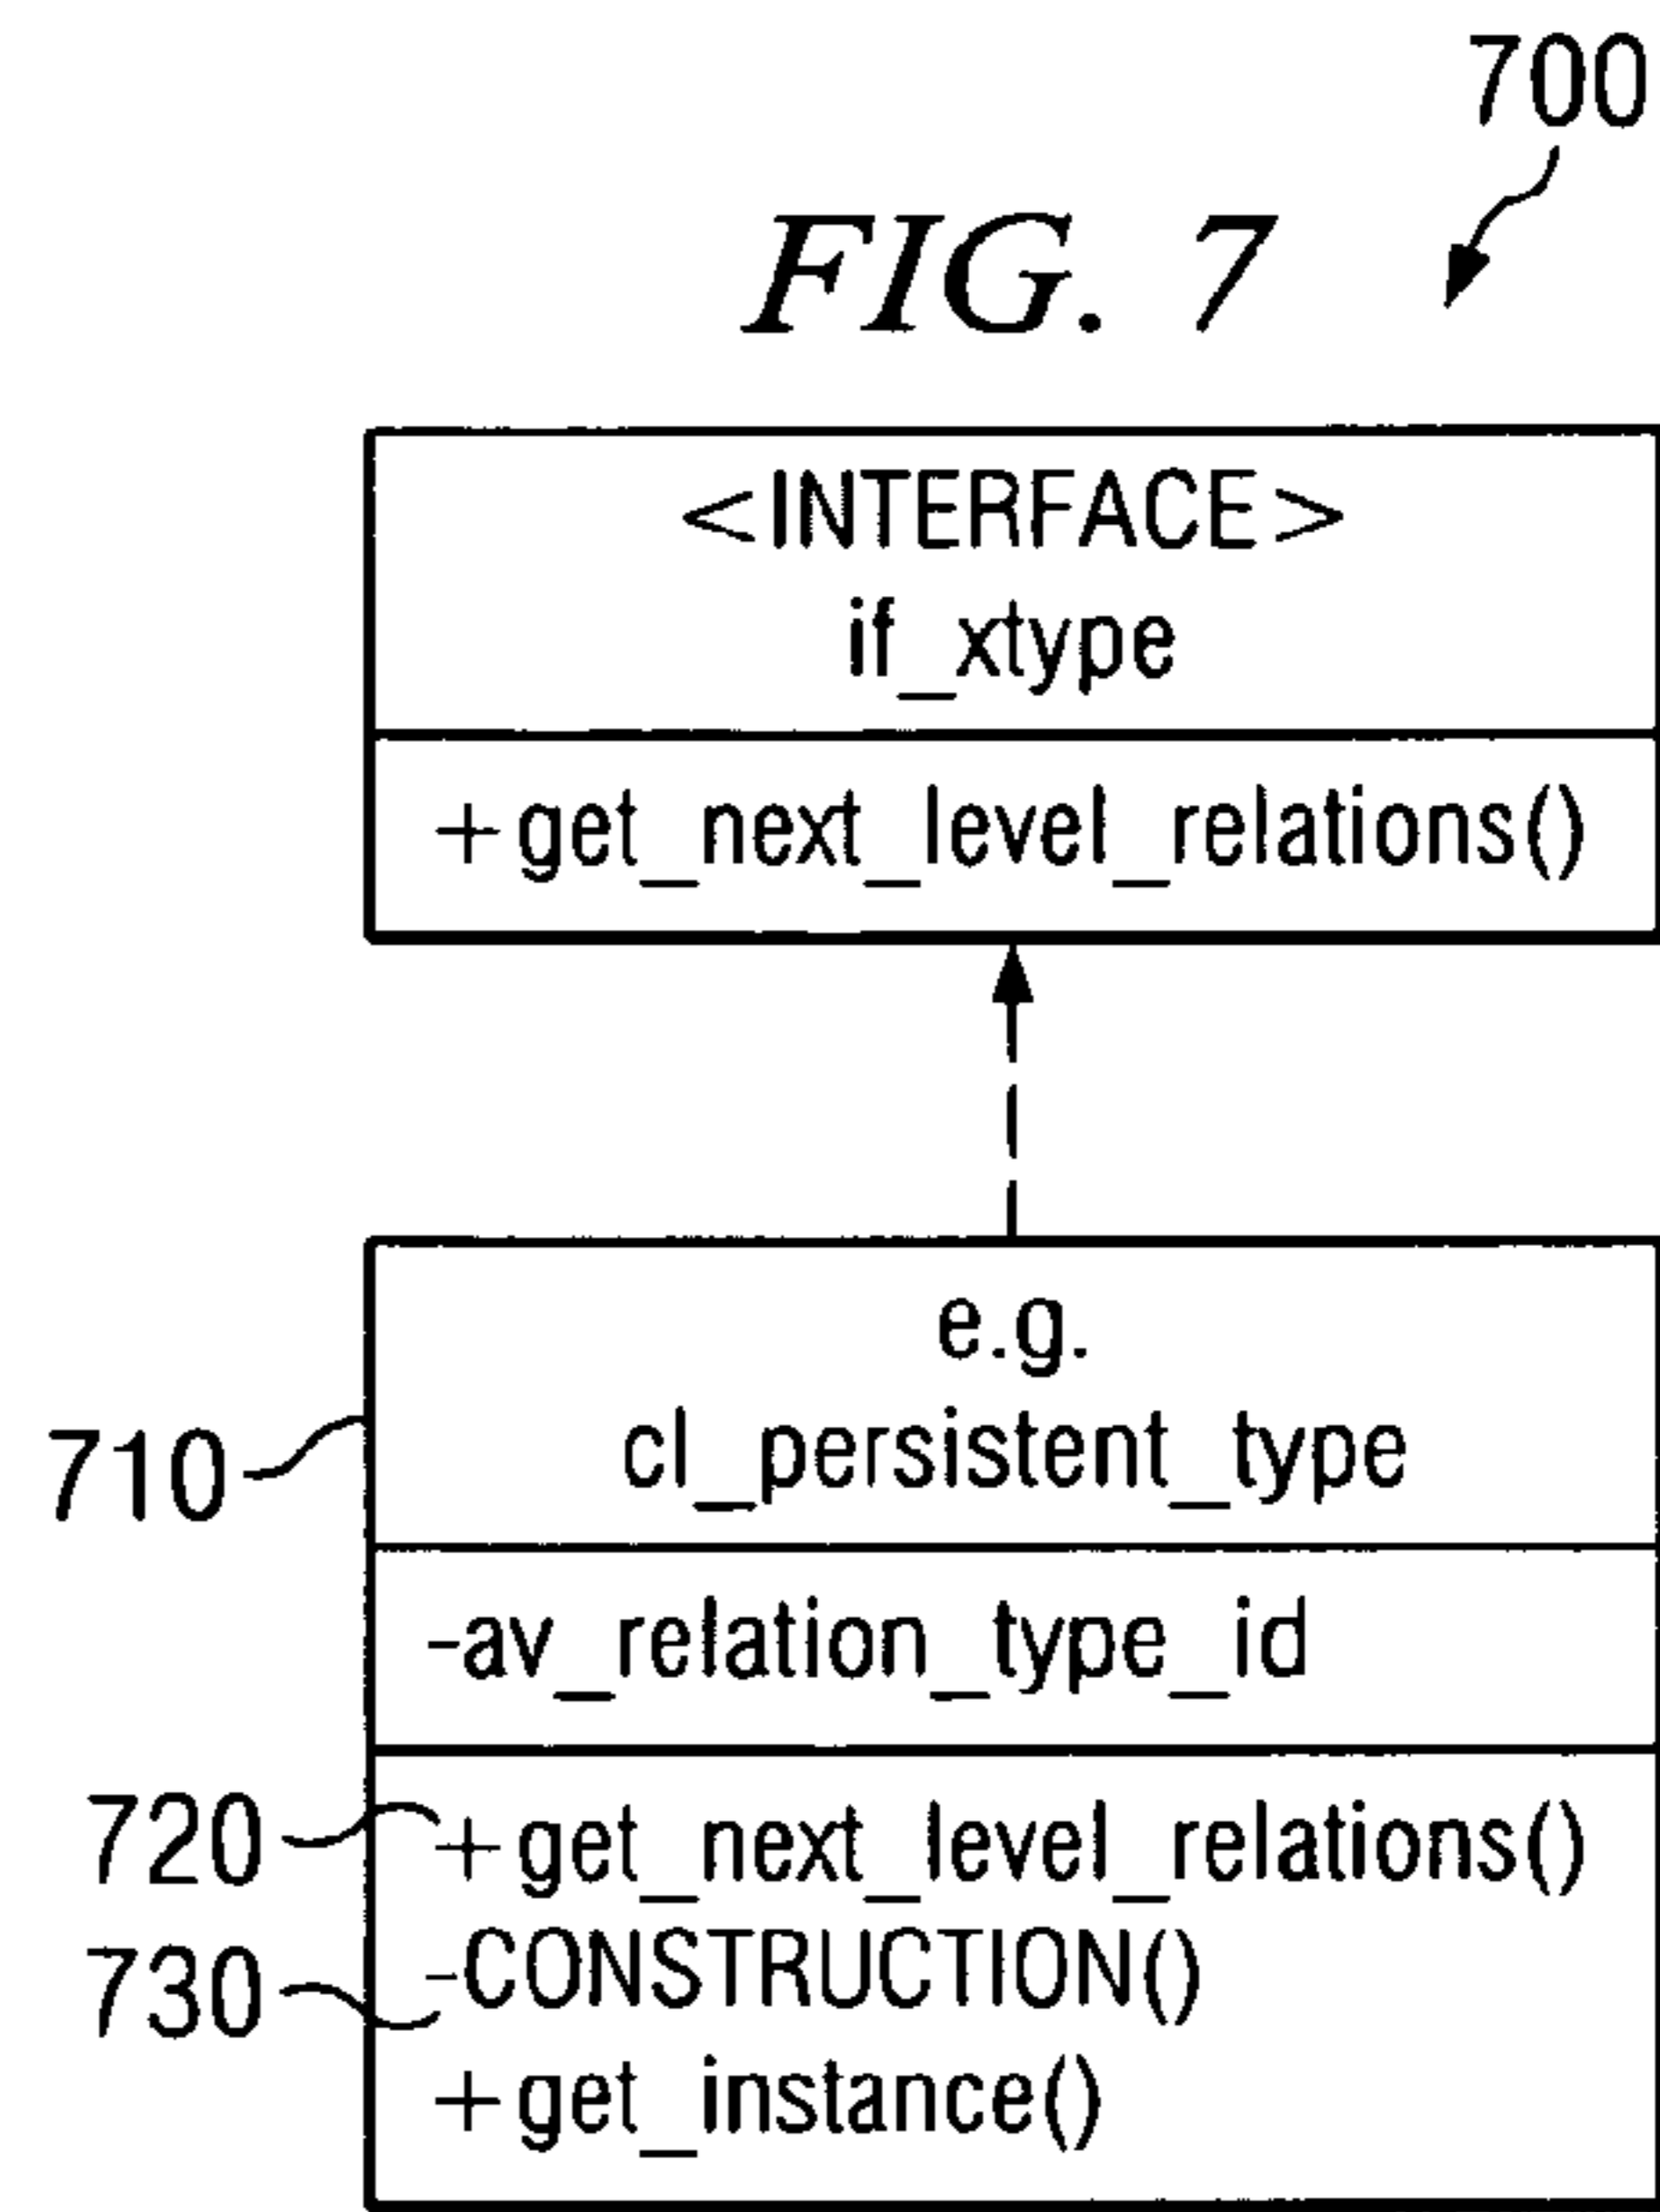 700
FIG. 7
<INTERFACE>
if_xtype
+get_next_level_relations()
e.g.
710
cl_persistent_type
-av_relation_type_id
720
+get_next_level_relations()
-CONSTRUCTION()
730
+get_instance()